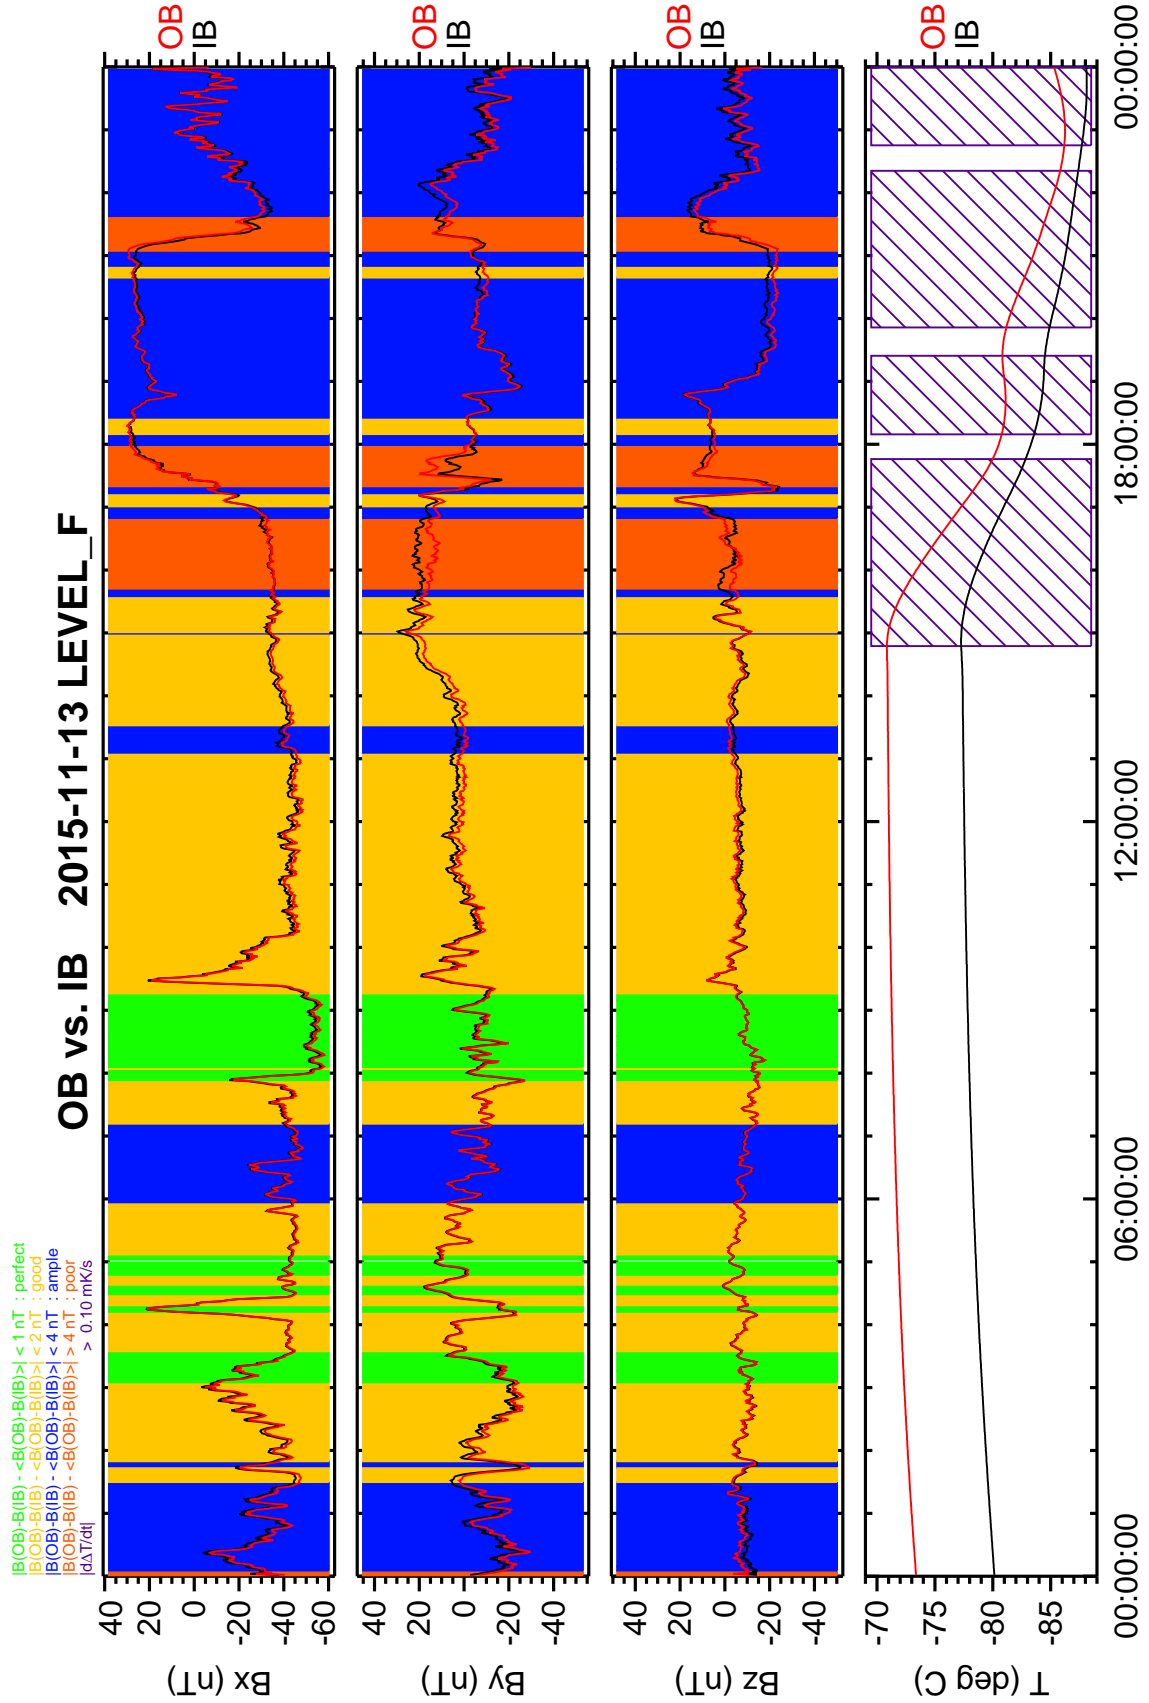 OB vs. IB 2015-11-13 LEVEL_F
|B(OB)-B(IB) - <B(OB)-B(IB)>| < 1 nT : perfect
|B(OB)-B(IB) - <B(OB)-B(IB)>| < 2 nT : good
|B(OB)-B(IB) - <B(OB)-B(IB)>| < 4 nT : ample
|B(OB)-B(IB) - <B(OB)-B(IB)>| > 4 nT : poor
|dΔT/dt| > 0.10 mK/s
Bx (nT)
40
20
0
-20
-40
-60
OB
IB
By (nT)
40
20
0
-20
-40
OB
IB
Bz (nT)
40
20
0
-20
-40
OB
IB
T (deg C)
-70
-75
-80
-85
OB
IB
00:00:00
06:00:00
12:00:00
18:00:00
00:00:00